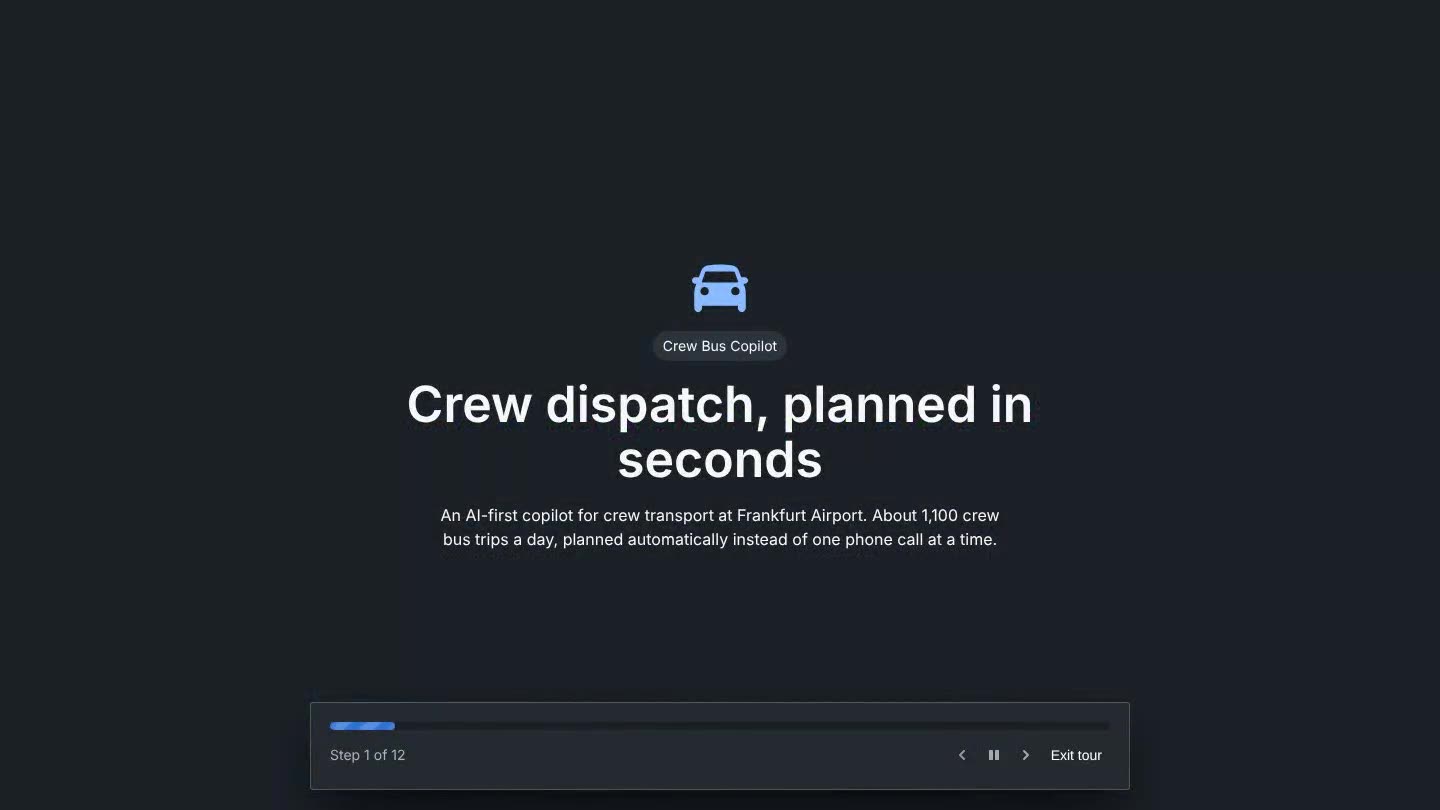 Crew Bus Copilot
Crew dispatch, planned in
seconds
An AI-first copilot for crew transport at Frankfurt Airport. About 1,100 crew
bus trips a day, planned automatically instead of one phone call at a time.
Step 1 of 12
Exit tour